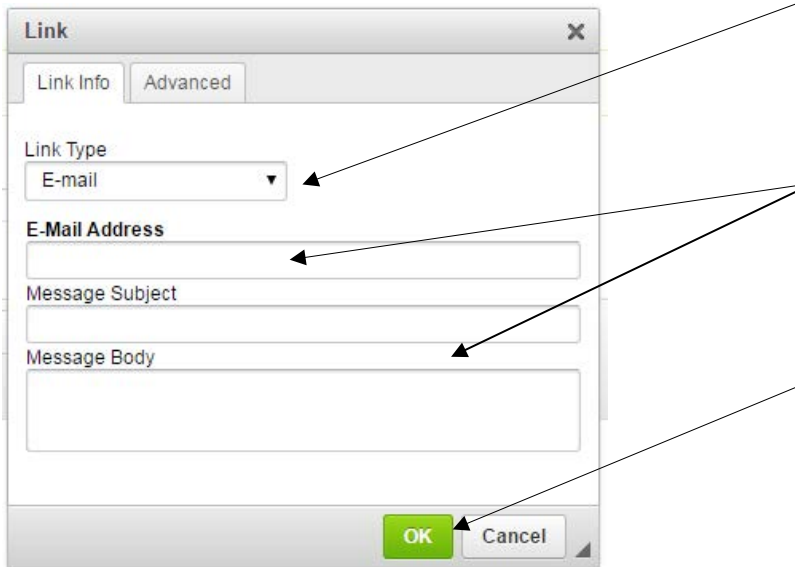 Link
Link Info Advanced
Link Type
E-mail
E-Mail Address
Message Subject
Message Body
OK Cancel